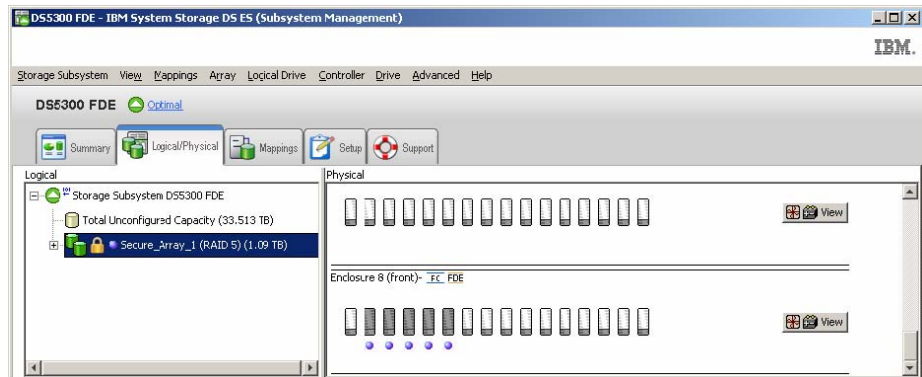 DS5300 FDE - IBM System Storage DS ES (Subsystem Management)
IBM.
Storage Subsystem View Mappings Array Logical Drive Controller Drive Advanced Help
DS5300 FDE Optimal
Summary Logical/Physical Mappings Setup Support
Logical
Storage Subsystem DS5300 FDE
Total Unconfigured Capacity (33.513 TB)
Secure_Array_1 (RAID 5) (1.09 TB)
Physical
View
Enclosure 8 (front)- FC FDE
View